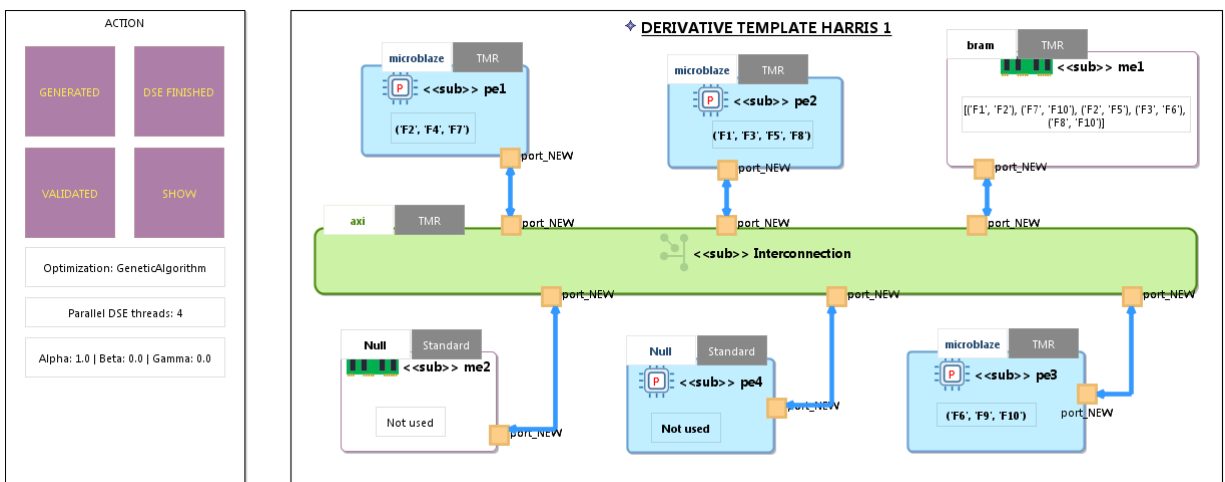 ACTION
GENERATED
DSE FINISHED
VALIDATED
SHOW
Optimization: GeneticAlgorithm
Parallel DSE threads: 4
Alpha: 1.0 | Beta: 0.0 | Gamma: 0.0
DERIVATIVE TEMPLATE HARRIS 1
microblaze
TMR
P
<<sub>> pe1
('F2', 'F4', 'F7')
port_NEW
microblaze
TMR
P
<<sub>> pe2
('F1', 'F3', 'F5', 'F8')
port_NEW
bram
TMR
<<sub>> me1
[('F1', 'F2'), ('F7', 'F10'), ('F2', 'F5'), ('F3', 'F6'),
('F8', 'F10')]
port_NEW
axi
TMR
port_NEW
port_NEW
port_NEW
<<sub>> Interconnection
port_NEW
port_NEW
port_NEW
Null
Standard
<<sub>> me2
Not used
port_NEW
Null
Standard
P
<<sub>> pe4
Not used
port_NEW
microblaze
TMR
P
<<sub>> pe3
('F6', 'F9', 'F10')
port_NEW